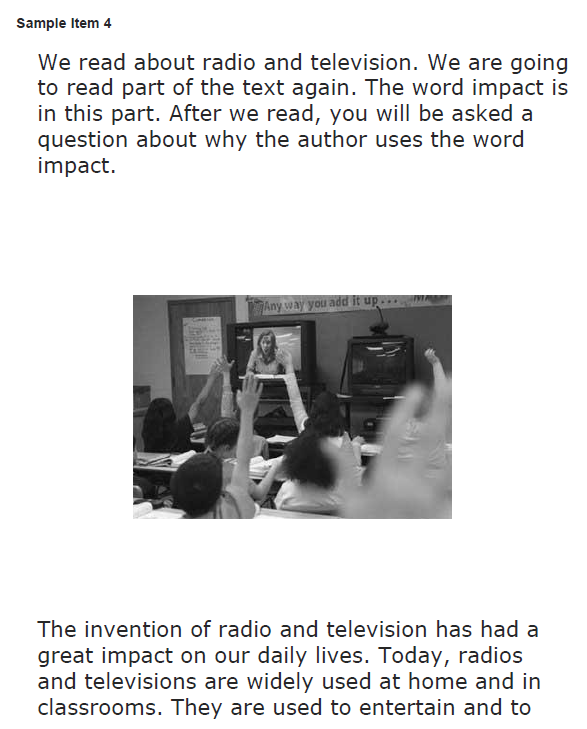 Sample Item 4
We read about radio and television. We are going
to read part of the text again. The word impact is
in this part. After we read, you will be asked a
question about why the author uses the word
impact.
Any way you add it up...
The invention of radio and television has had a
great impact on our daily lives. Today, radios
and televisions are widely used at home and in
classrooms. They are used to entertain and to